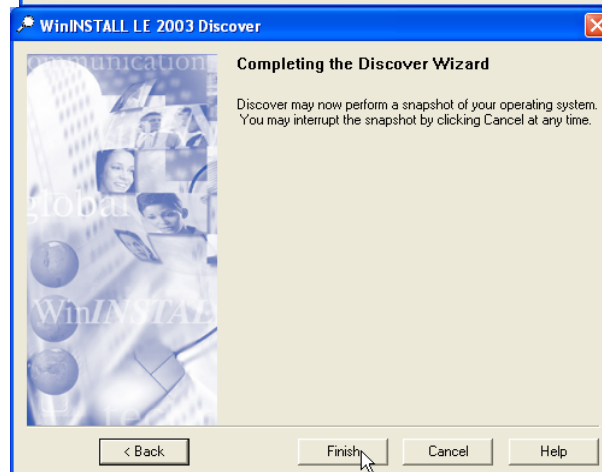 WinINSTALL LE 2003 Discover
communication
global
WinINSTAL
Completing the Discover Wizard
Discover may now perform a snapshot of your operating system.
You may interrupt the snapshot by clicking Cancel at any time.
< Back
Finish
Cancel
Help